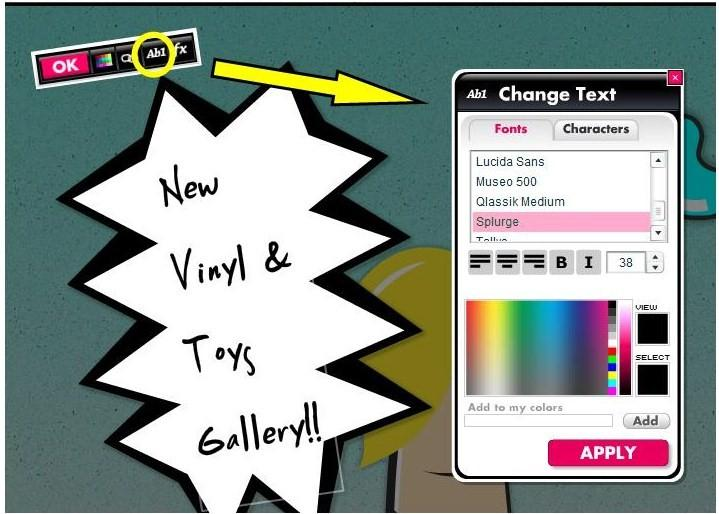 OK Ab1 fx
Ab1 Change Text
Fonts Characters
Lucida Sans
Museo 500
Qlassik Medium
Splurge
B I 38
VIEW
SELECT
Add to my colors
Add
APPLY
New
Vinyl &
Toys
Gallery!!